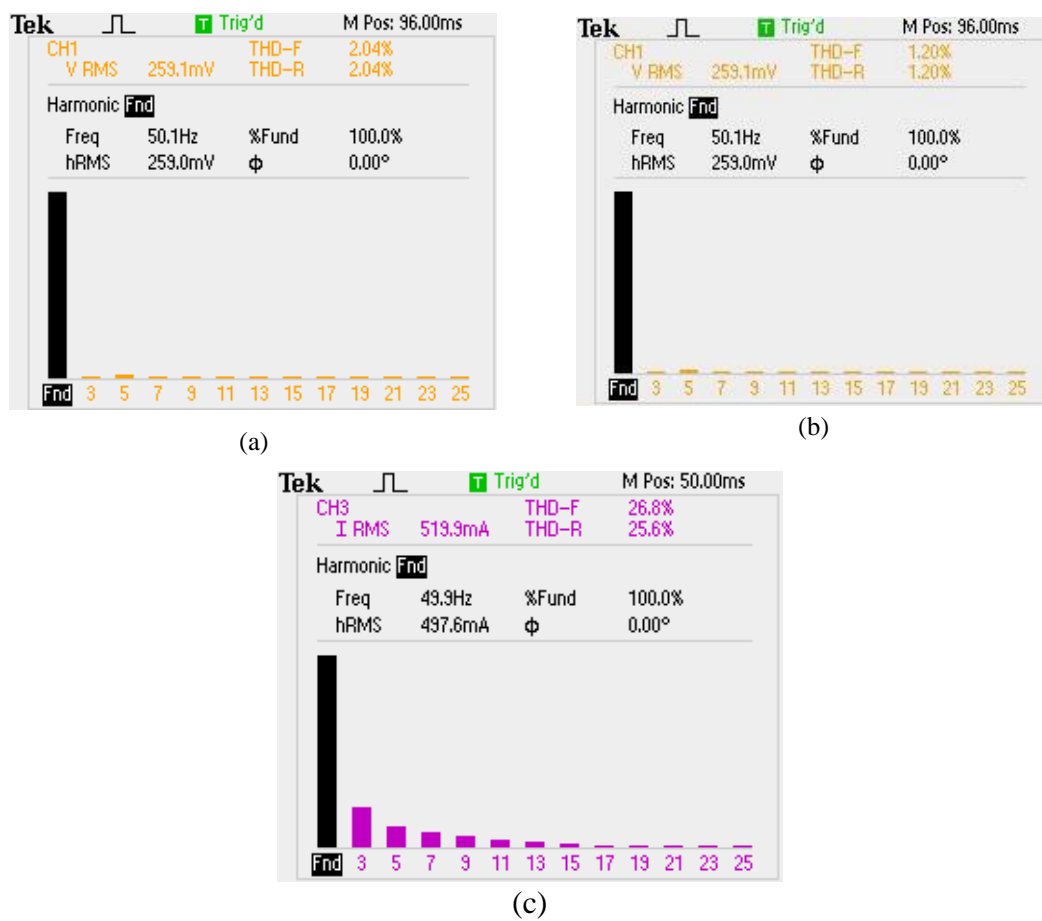 Tek T Trig'd M Pos: 96.00ms
CH1 THD-F 2.04%
V RMS 259.1mV THD-R 2.04%
Harmonic Fnd
Freq 50.1Hz %Fund 100.0%
hRMS 259.0mV Φ 0.00°
Fnd 3 5 7 9 11 13 15 17 19 21 23 25
(a)
Tek T Trig'd M Pos: 96.00ms
CH1 THD-F 1.20%
V RMS 259.1mV THD-R 1.20%
Harmonic Fnd
Freq 50.1Hz %Fund 100.0%
hRMS 259.0mV Φ 0.00°
Fnd 3 5 7 9 11 13 15 17 19 21 23 25
(b)
Tek T Trig'd M Pos: 50.00ms
CH3 THD-F 26.8%
I RMS 519.9mA THD-R 25.6%
Harmonic Fnd
Freq 49.9Hz %Fund 100.0%
hRMS 497.6mA Φ 0.00°
Fnd 3 5 7 9 11 13 15 17 19 21 23 25
(c)